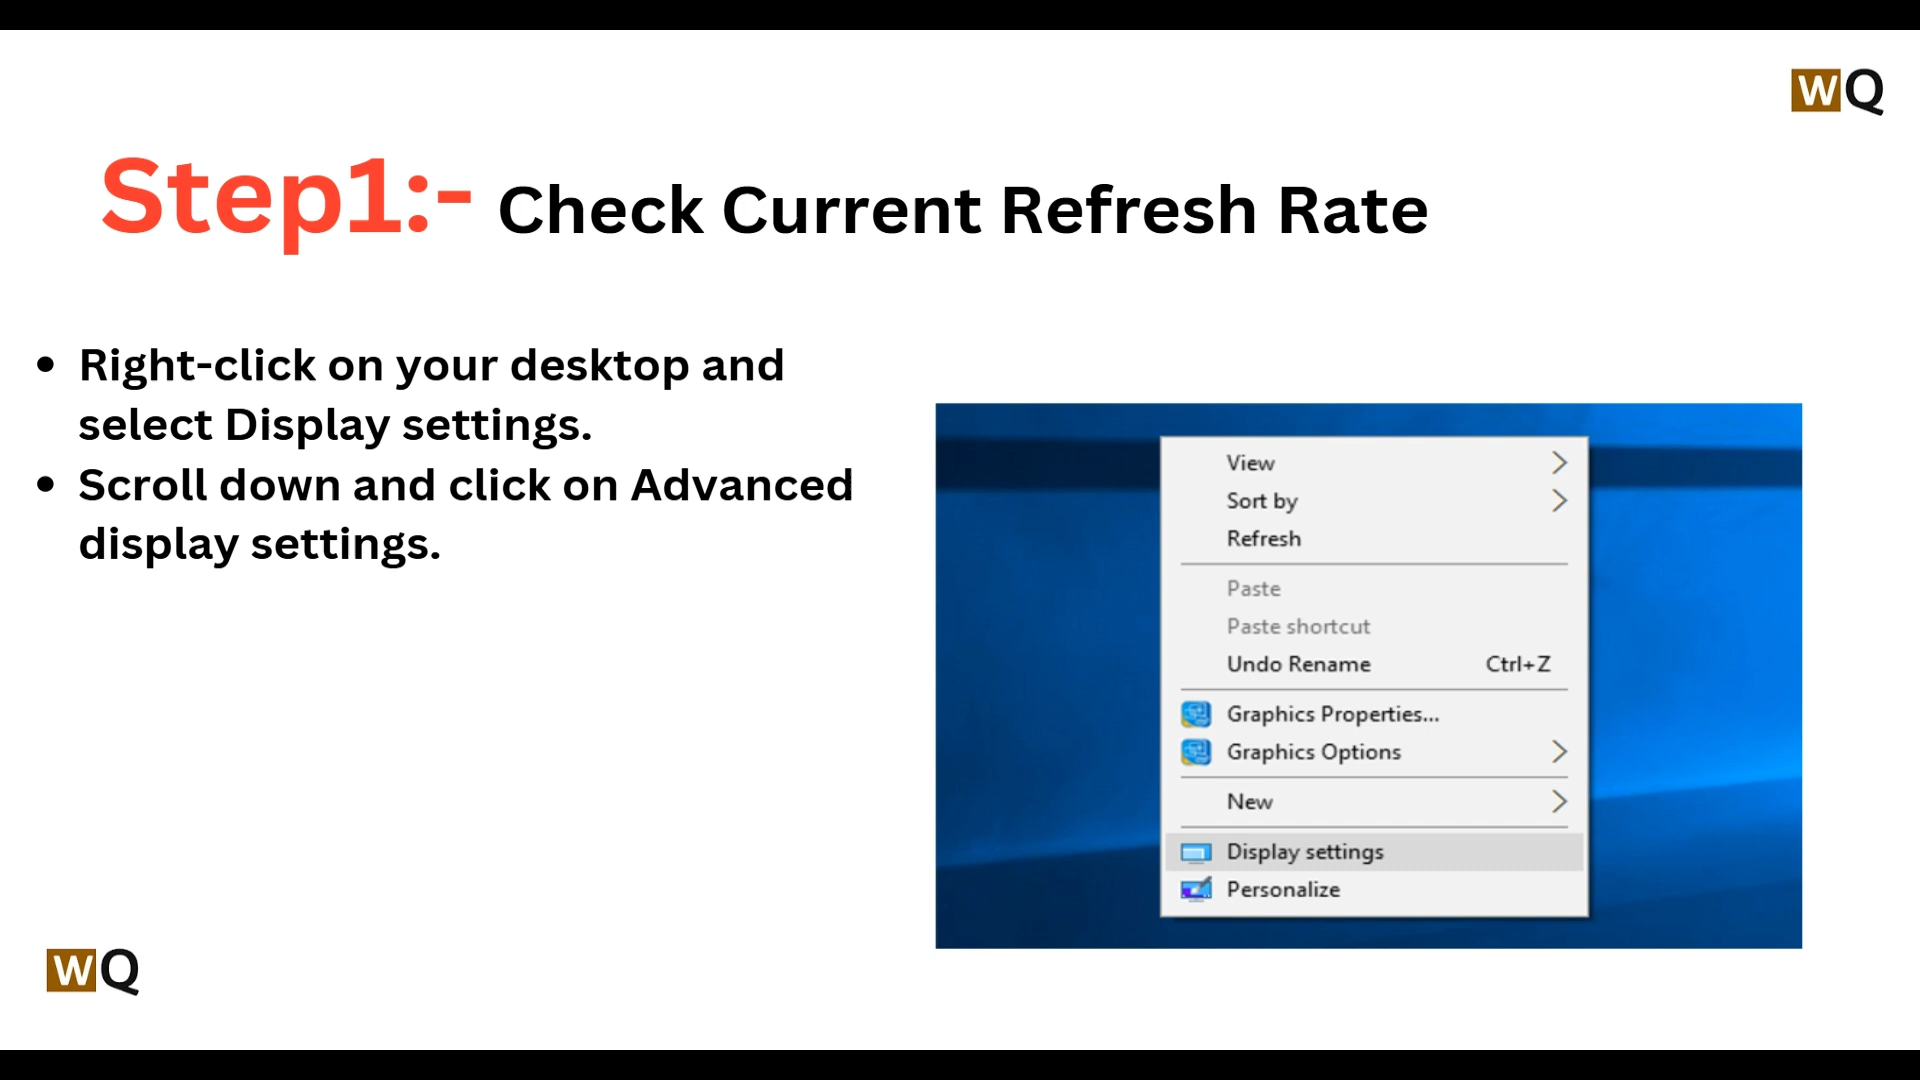 WQ
Step1:- Check Current Refresh Rate
• Right-click on your desktop and
select Display settings.
• Scroll down and click on Advanced
display settings.
View
Sort by
Refresh
Paste
Paste shortcut
Undo Rename Ctrl+Z
Graphics Properties...
Graphics Options
New
Display settings
Personalize
WQ